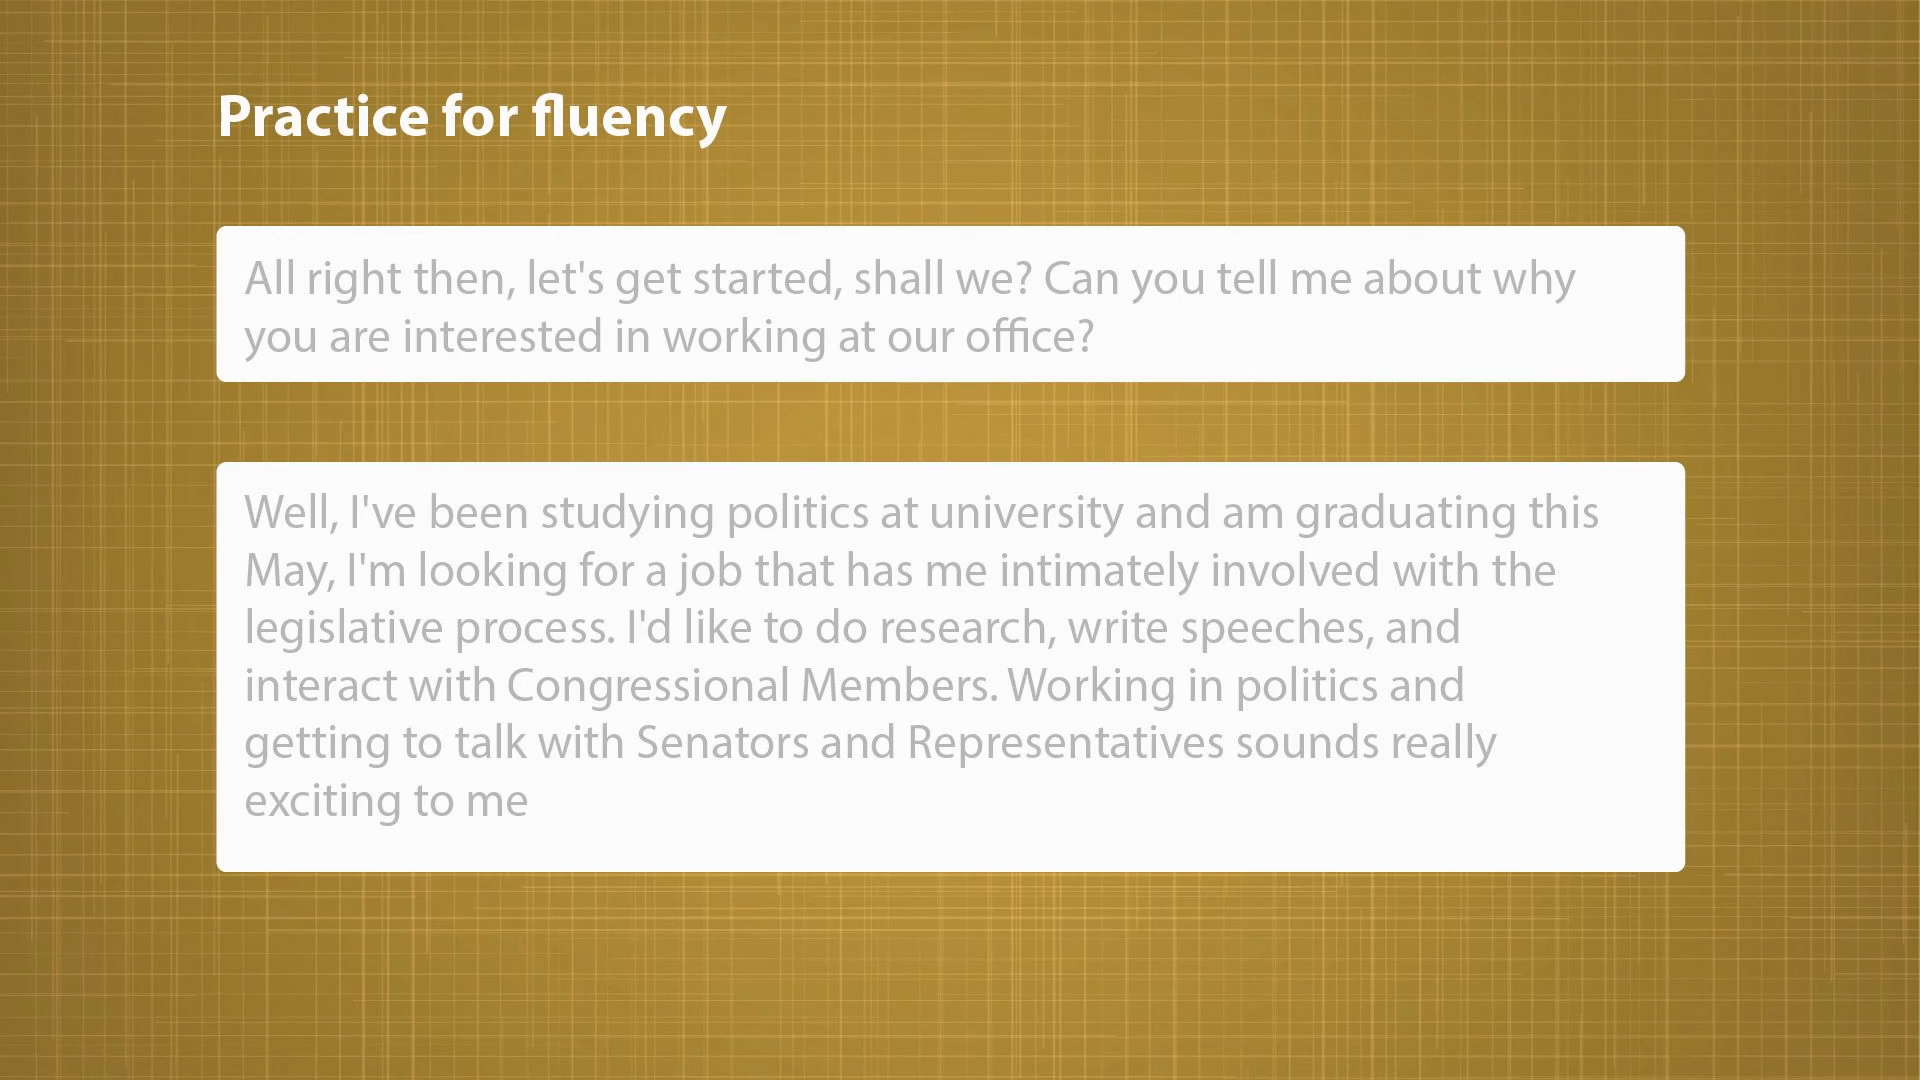 Practice for fluency
All right then, let's get started, shall we? Can you tell me about why
you are interested in working at our office?
Well, I've been studying politics at university and am graduating this
May, I'm looking for a job that has me intimately involved with the
legislative process. I'd like to do research, write speeches, and
interact with Congressional Members. Working in politics and
getting to talk with Senators and Representatives sounds really
exciting to me